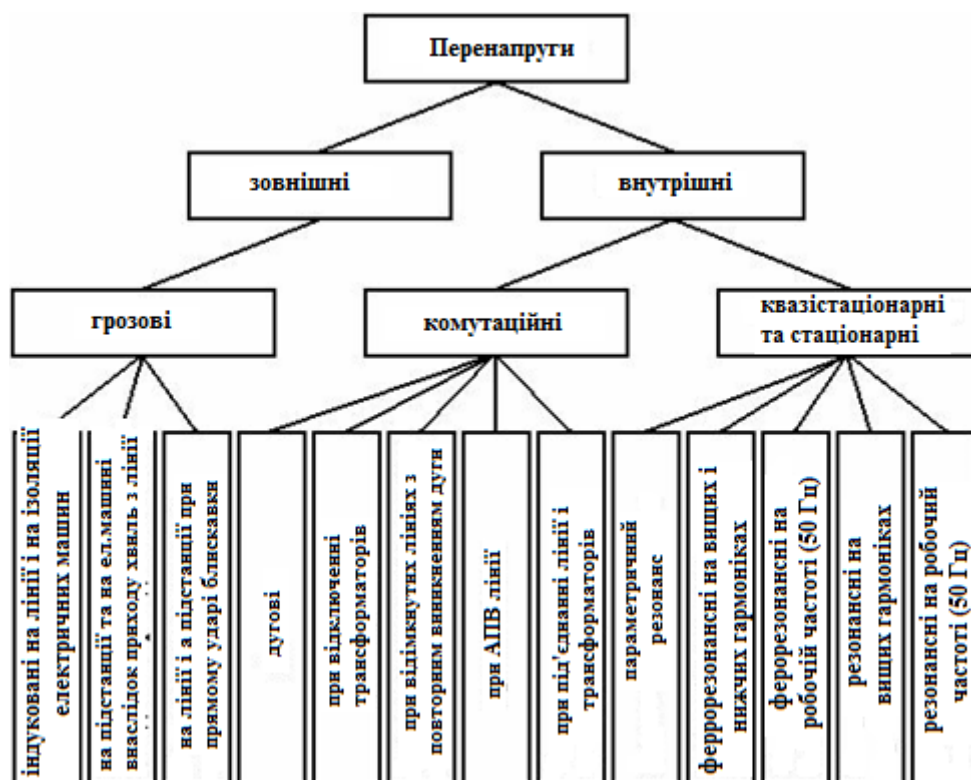 Перенапруги
зовнішні
внутрішні
грозові
комутаційні
квазістаціонарні
та стаціонарні
індуковані на лінії і на ізоляції
електричних машин
на підстанції та на ел.машині
внаслідок приходу хвиль з лінії
на лінії і а підстанції при
прямому ударі блискавки
дугові
при відключенні
трансформаторів
при відімкнутих лініях з
повторним виникненням дуги
при АПВ лінії
при під'єднанні лінії і
трансформаторів
параметричний
резонанс
феррорезонансні на вищих і
нижчих гармоніках
ферорезонансні на
робочій частоті (50 Гц)
резонансні на
вищих гармоніках
резонансні на робочий
частоті (50 Гц)